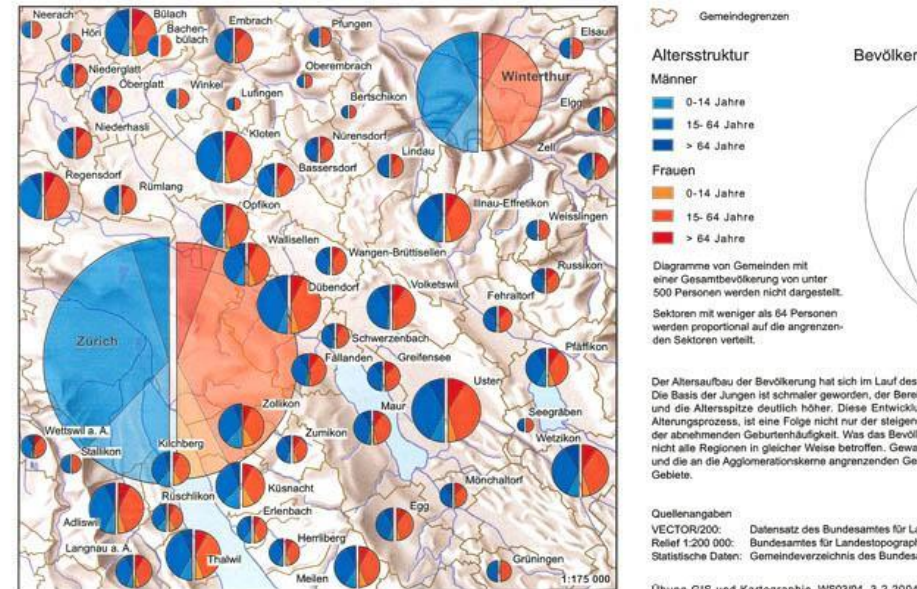 Neerach
Bülach
Höri
Bachen-
bülach
Embrach
Pfungen
Elsau
Niederglatt
Oberglatt
Winkel
Lufingen
Oberembrach
Bertschikon
Winterthur
Elgg
Niederhasli
Kloten
Nürensdorf
Bassersdorf
Lindau
Zell
Regensdorf
Rümlang
Opfikon
Illnau-Effretikon
Weisslingen
Wallisellen
Wangen-Brüttisellen
Russikon
Dübendorf
Volketswil
Fehraltorf
Zürich
Schwerzenbach
Fällanden
Greifensee
Pfäffikon
Uster
Zollikon
Maur
Seegräben
Wettswil a. A.
Stallikon
Kilchberg
Zumikon
Wetzikon
Rüschlikon
Küsnacht
Mönchaltorf
Adliswil
Erlenbach
Egg
Langnau a. A.
Thalwil
Herrliberg
Meilen
Grüningen
1:175 000
Gemeindegrenzen
Altersstruktur
Bevölker
Männer
0-14 Jahre
15- 64 Jahre
> 64 Jahre
Frauen
0-14 Jahre
15- 64 Jahre
> 64 Jahre
Diagramme von Gemeinden mit
einer Gesamtbevölkerung von unter
500 Personen werden nicht dargestellt.
Sektoren mit weniger als 64 Personen
werden proportional auf die angrenzen-
den Sektoren verteilt.
Der Altersaufbau der Bevölkerung hat sich im Lauf des
Die Basis der Jungen ist schmaler geworden, der Bere
und die Altersspitze deutlich höher. Diese Entwickl
Alterungsprozess, ist eine Folge nicht nur der steigen
der abnehmenden Geburtenhäufigkeit. Was das Bevöl
nicht alle Regionen in gleicher Weise betroffen. Gewa
und die an die Agglomerationskerne angrenzenden Ge
Gebiete.
Quellenangaben
VECTOR/200: Datensatz des Bundesamtes für La
Relief 1:200 000: Bundesamtes für Landestopograp
Statistische Daten: Gemeindeverzeichnis des Bundes